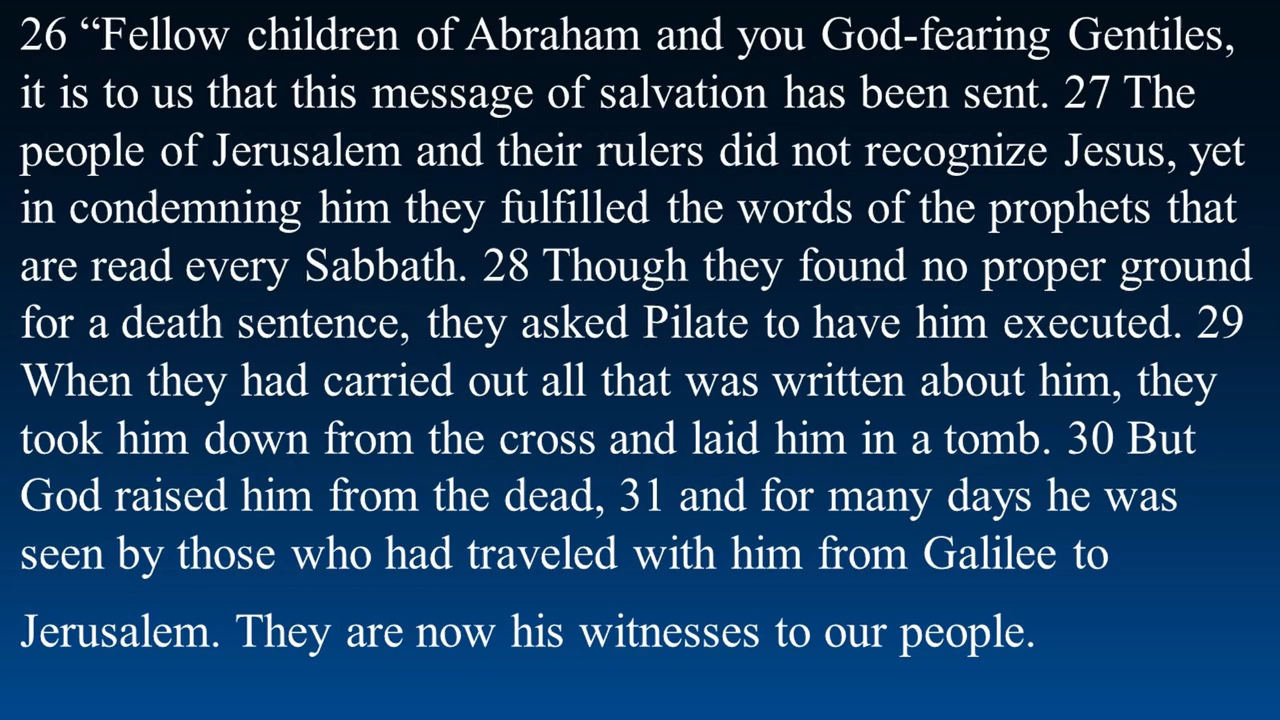 26 “Fellow children of Abraham and you God-fearing Gentiles,
it is to us that this message of salvation has been sent. 27 The
people of Jerusalem and their rulers did not recognize Jesus, yet
in condemning him they fulfilled the words of the prophets that
are read every Sabbath. 28 Though they found no proper ground
for a death sentence, they asked Pilate to have him executed. 29
When they had carried out all that was written about him, they
took him down from the cross and laid him in a tomb. 30 But
God raised him from the dead, 31 and for many days he was
seen by those who had traveled with him from Galilee to
Jerusalem. They are now his witnesses to our people.